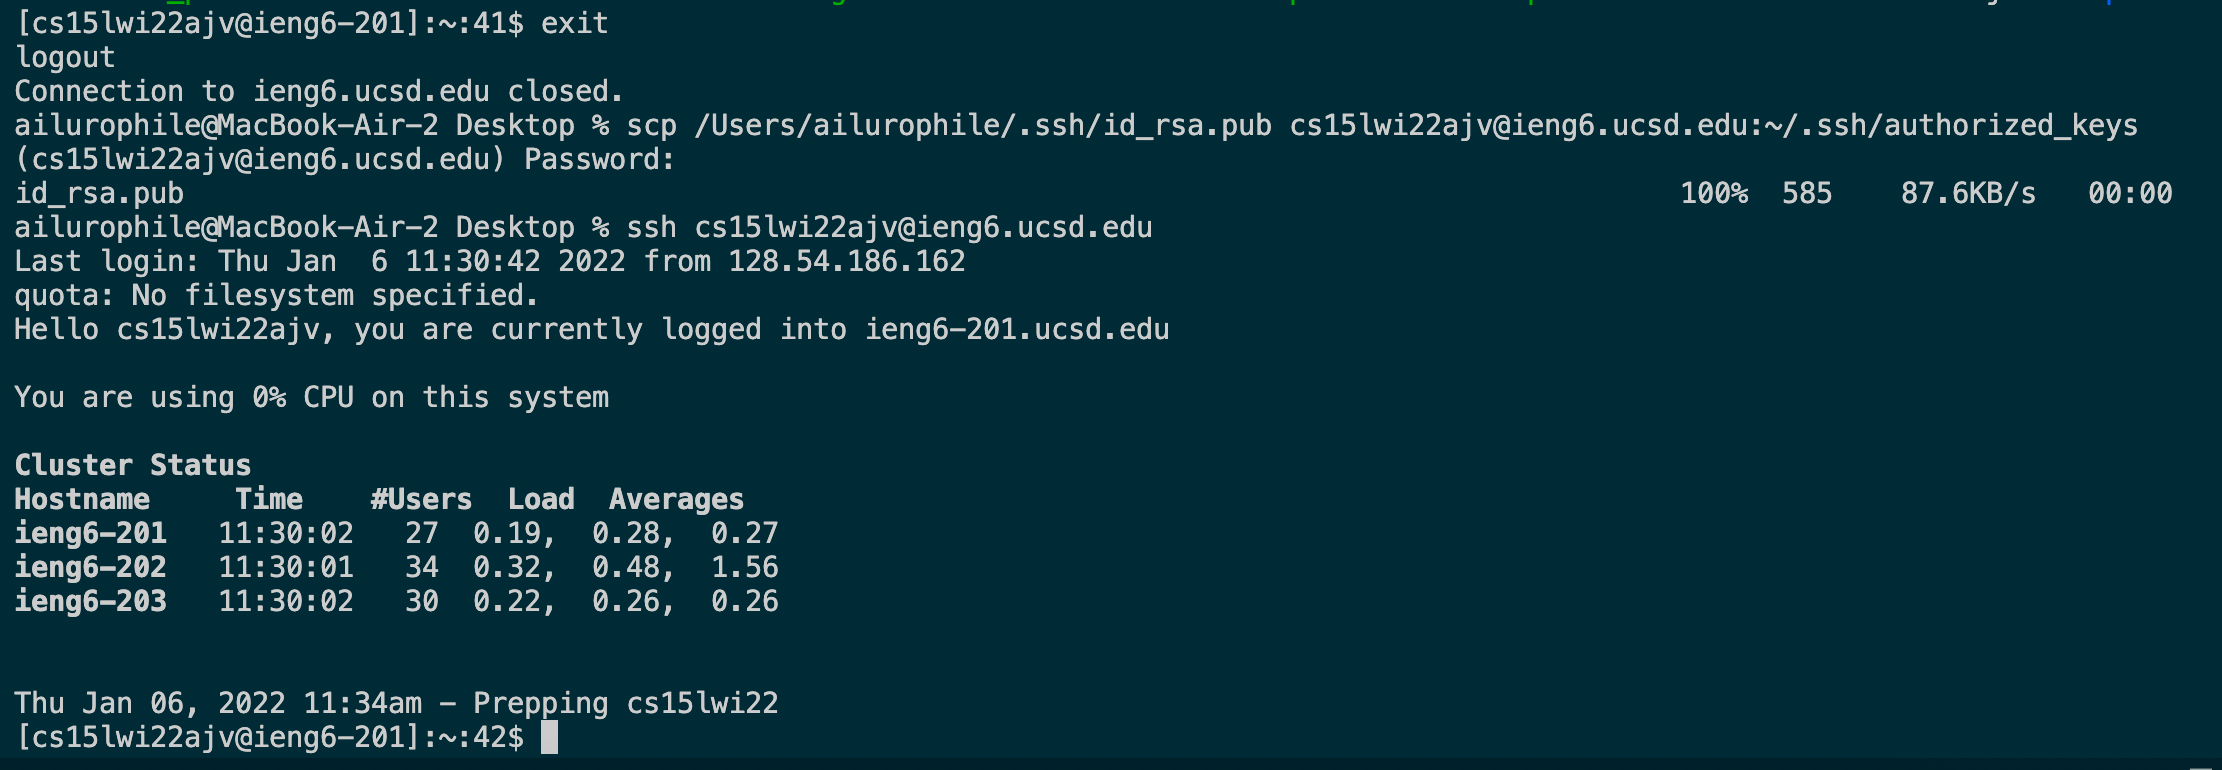 [cs15lwi22ajv@ieng6-201]:~:41$ exit
logout
Connection to ieng6.ucsd.edu closed.
ailurophile@MacBook-Air-2 Desktop % scp /Users/ailurophile/.ssh/id_rsa.pub cs15lwi22ajv@ieng6.ucsd.edu:~/.ssh/authorized_keys
(cs15lwi22ajv@ieng6.ucsd.edu) Password:
id_rsa.pub 100% 585 87.6KB/s 00:00
ailurophile@MacBook-Air-2 Desktop % ssh cs15lwi22ajv@ieng6.ucsd.edu
Last login: Thu Jan  6 11:30:42 2022 from 128.54.186.162
quota: No filesystem specified.
Hello cs15lwi22ajv, you are currently logged into ieng6-201.ucsd.edu
You are using 0% CPU on this system
Cluster Status
Hostname     Time    #Users  Load  Averages
ieng6-201   11:30:02   27  0.19,  0.28,  0.27
ieng6-202   11:30:01   34  0.32,  0.48,  1.56
ieng6-203   11:30:02   30  0.22,  0.26,  0.26
Thu Jan 06, 2022 11:34am - Prepping cs15lwi22
[cs15lwi22ajv@ieng6-201]:~:42$